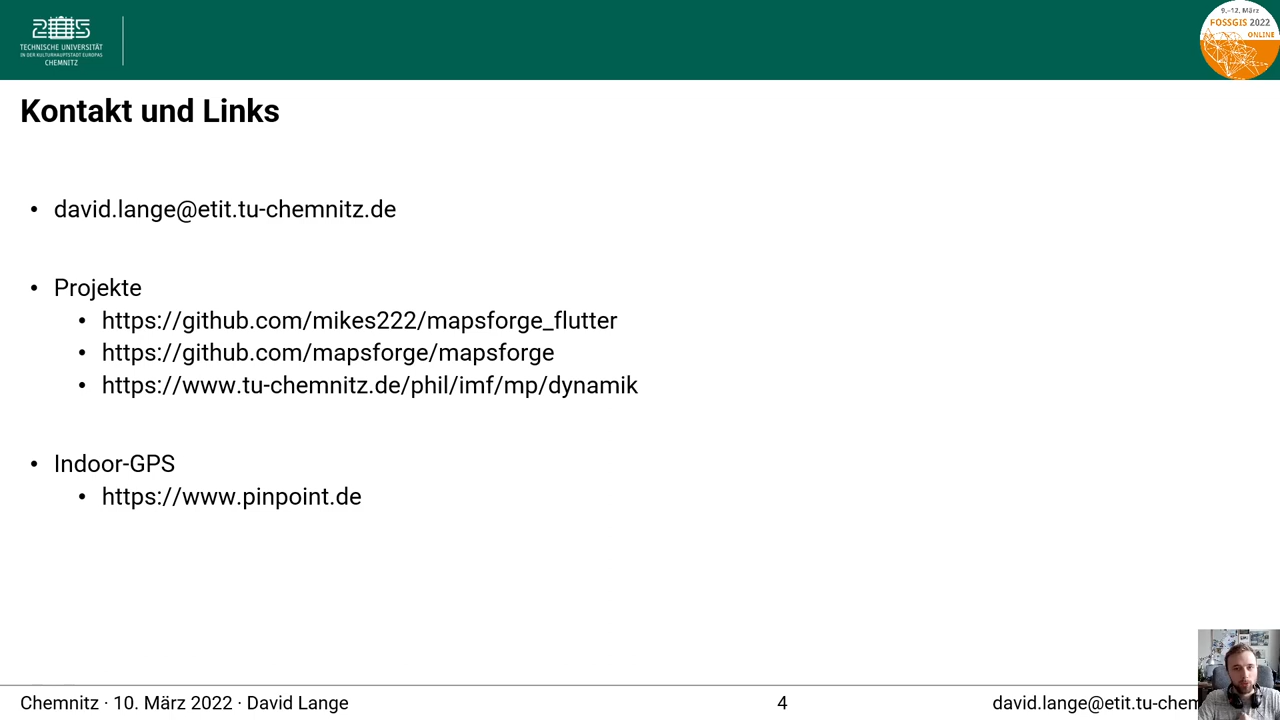 TECHNISCHE UNIVERSITÄT
IN DER KULTURHAUPTSTADT EUROPAS
CHEMNITZ
9.–12. März
FOSSGIS 2022
ONLINE
Kontakt und Links
• david.lange@etit.tu-chemnitz.de
• Projekte
• https://github.com/mikes222/mapsforge_flutter
• https://github.com/mapsforge/mapsforge
• https://www.tu-chemnitz.de/phil/imf/mp/dynamik
• Indoor-GPS
• https://www.pinpoint.de
Chemnitz · 10. März 2022 · David Lange
4
david.lange@etit.tu-chem